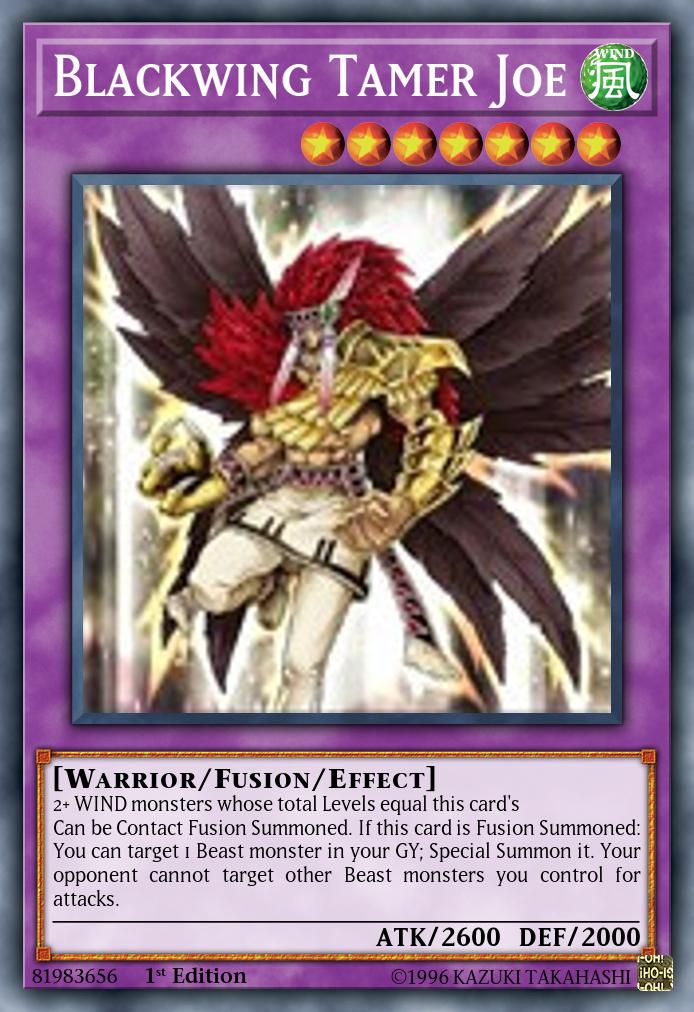 Blackwing Tamer Joe
WIND
風
[Warrior/Fusion/Effect]
2+ WIND monsters whose total Levels equal this card's
Can be Contact Fusion Summoned. If this card is Fusion Summoned:
You can target 1 Beast monster in your GY; Special Summon it. Your
opponent cannot target other Beast monsters you control for
attacks.
ATK/2600 DEF/2000
81983656 1st Edition ©1996 KAZUKI TAKAHASHI